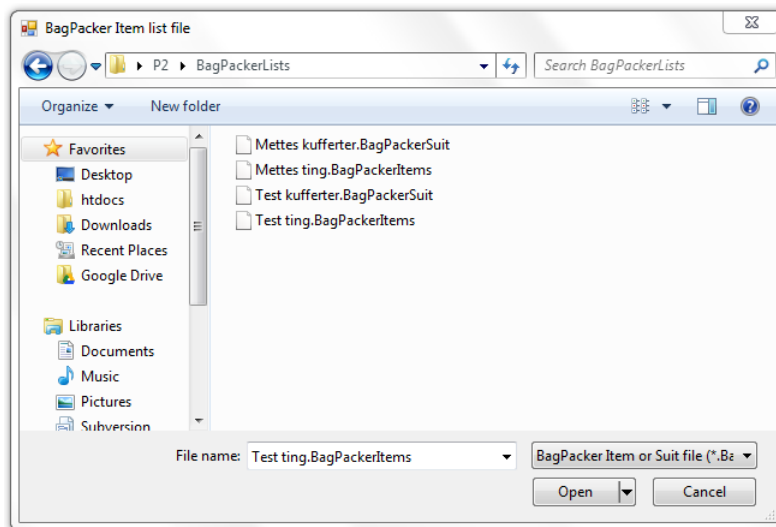 BagPacker Item list file
P2 BagPackerLists
Search BagPackerLists
Organize New folder
Favorites
Desktop
htdocs
Downloads
Recent Places
Google Drive
Libraries
Documents
Music
Pictures
Subversion
Mettes kufferter.BagPackerSuit
Mettes ting.BagPackerItems
Test kufferter.BagPackerSuit
Test ting.BagPackerItems
File name: Test ting.BagPackerItems
BagPacker Item or Suit file (*.Ba
Open Cancel